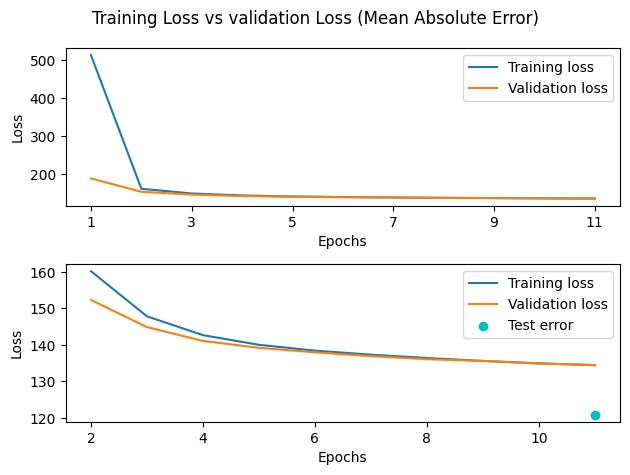 Training Loss vs validation Loss (Mean Absolute Error)
500
400
300
200
Loss
Training loss
Validation loss
1 3 5 7 9 11
Epochs
160
150
140
130
120
Loss
Training loss
Validation loss
Test error
2 4 6 8 10
Epochs